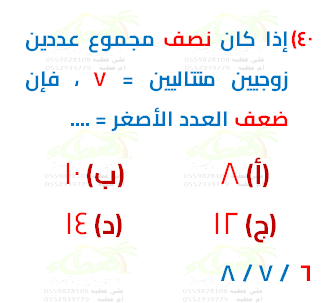 ٤٠) إذا كان نصف مجموع عددين
زوجيين متتاليين = ٧ ، فإن
ضعف العدد الأصغر = ....
(أ) ٨ (ب) ١٠
(ج) ١٢ (د) ١٤
٦ / ٧ / ٨